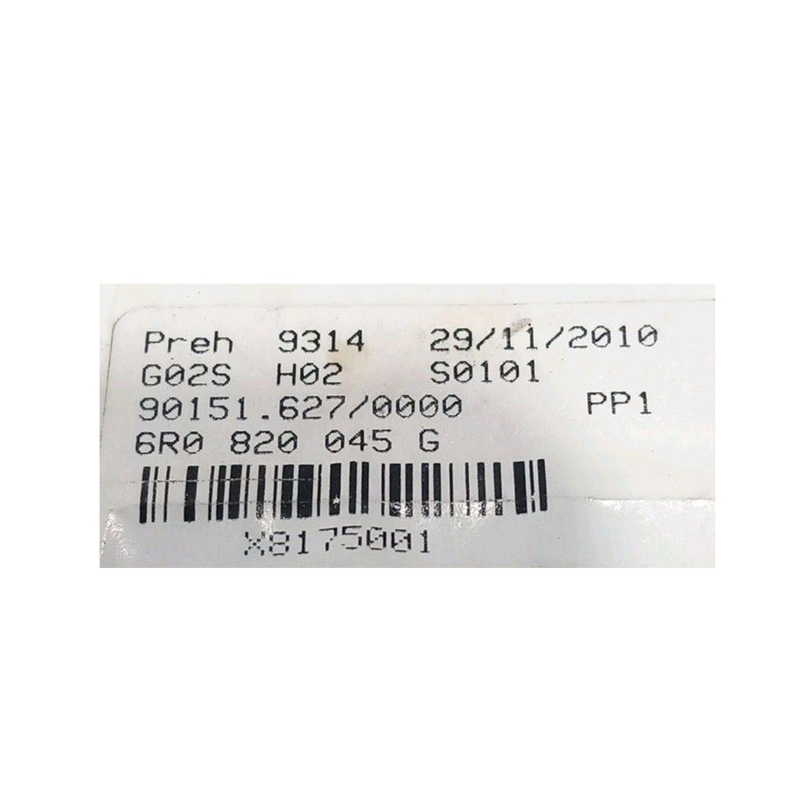 Preh 9314 29/11/2010
G02S H02 S0101
90151.627/0000 PP1
6R0 820 045 G
X8175001